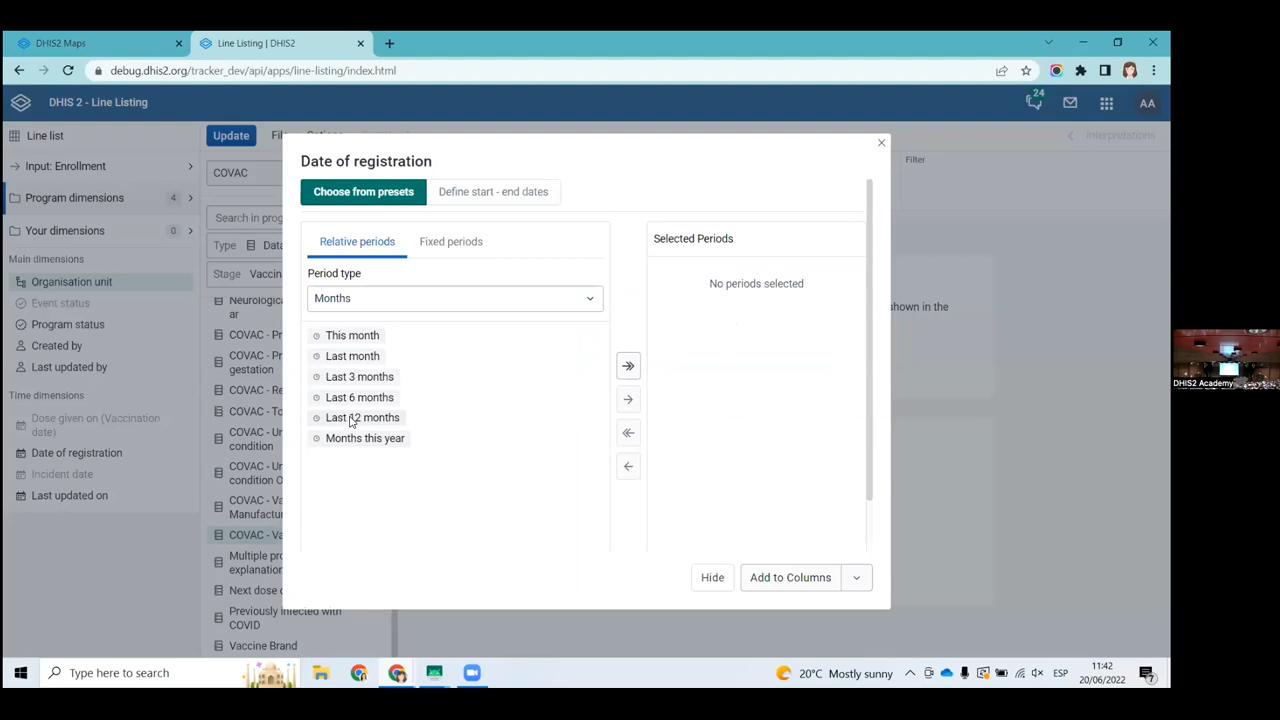 DHIS2 Maps
Line Listing | DHIS2
debug.dhis2.org/tracker_dev/api/apps/line-listing/index.html
DHIS 2 - Line Listing
24
AA
Line list
Update
Interpretations
Input: Enrollment
COVAC
Filter
Program dimensions
4
Your dimensions
0
Search in prog
Type
Data
Stage
Vaccin
Main dimensions
Organisation unit
Event status
Program status
Created by
Last updated by
Time dimensions
Dose given on (Vaccination
date)
Date of registration
Incident date
Last updated on
Neurological
ar
COVAC - Pr
COVAC - Pr
gestation
COVAC - Re
COVAC - To
COVAC - Un
condition
COVAC - Un
condition O
COVAC - Va
Manufactur
COVAC - Va
Multiple pro
explanation
Next dose d
Previously infected with
COVID
Vaccine Brand
shown in the
Date of registration
Choose from presets
Define start - end dates
Relative periods
Fixed periods
Period type
Months
This month
Last month
Last 3 months
Last 6 months
Last 12 months
Months this year
Selected Periods
No periods selected
Hide
Add to Columns
DHIS2 Academy
Type here to search
20°C Mostly sunny
ESP
11:42
20/06/2022
7